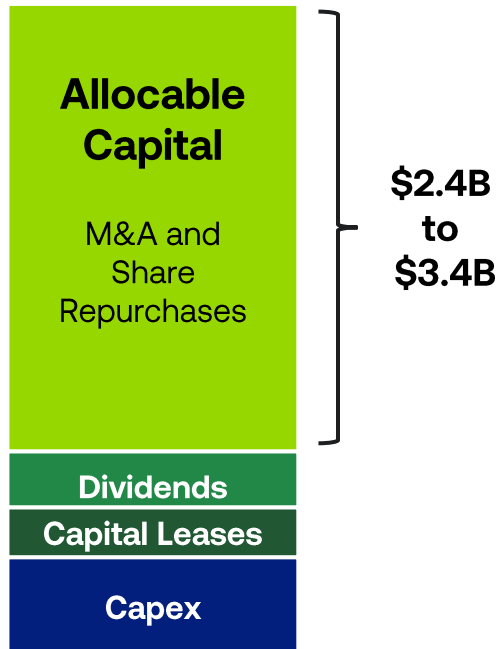 Allocable
Capital
M&A and
Share
Repurchases
$2.4B
to
$3.4B
Dividends
Capital Leases
Capex